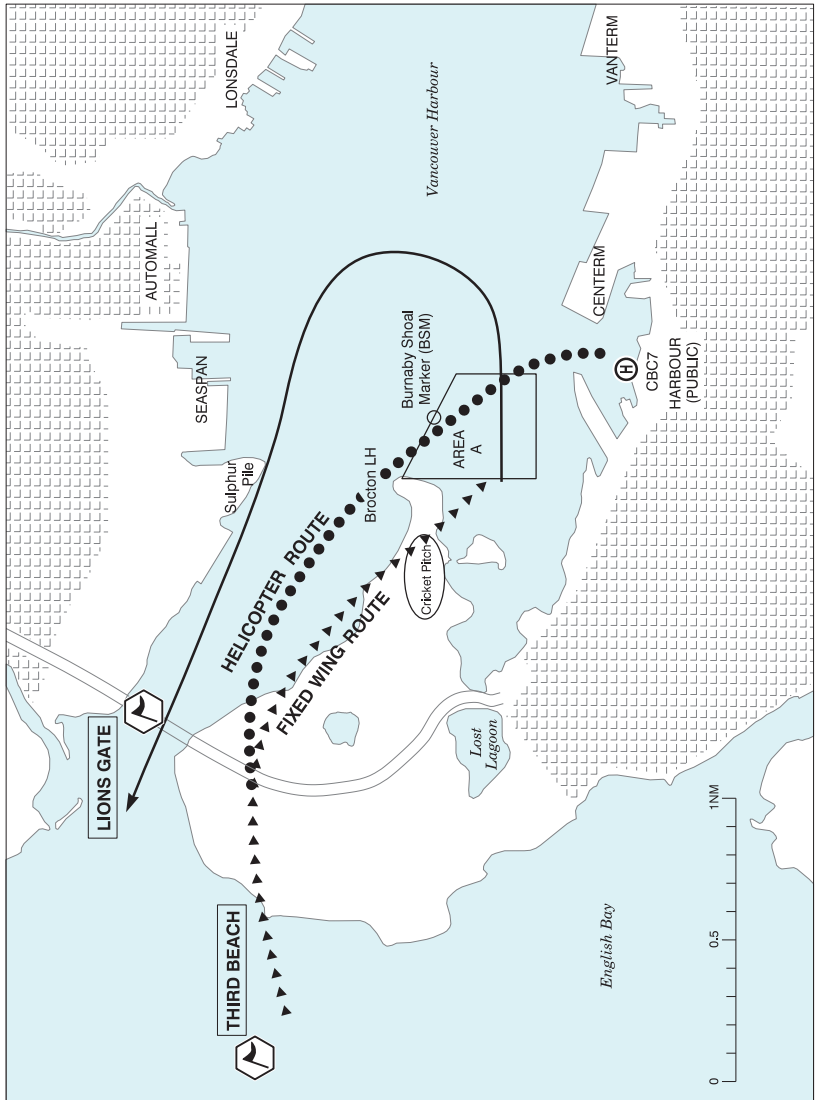 LONSDALE
VANTERM
Vancouver Harbour
AUTOMALL
CENTERM
SEASPAN
Burnaby Shoal
Marker (BSM)
H
CBC7
HARBOUR
(PUBLIC)
AREA
A
Sulphur
Pile
Brocton LH
HELICOPTER ROUTE
Cricket Pitch
FIXED WING ROUTE
LIONS GATE
Lost
Lagoon
THIRD BEACH
English Bay
0
0.5
1NM